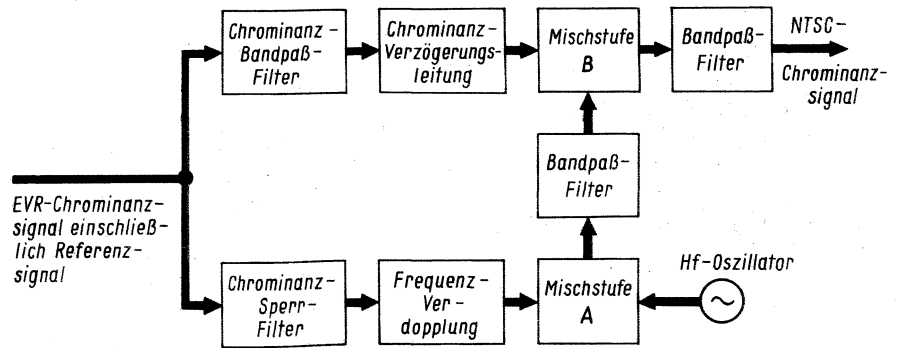 Chrominanz-
Bandpaß-
Filter
Chrominanz-
Verzögerungs-
leitung
Mischstufe
B
Bandpaß-
Filter
NTSC-
Chrominanz-
signal
Bandpaß-
Filter
EVR-Chrominanz-
signal einschließ-
lich Referenz-
signal
Chrominanz-
Sperr-
Filter
Frequenz-
Ver-
dopplung
Mischstufe
A
Hf-Oszillator